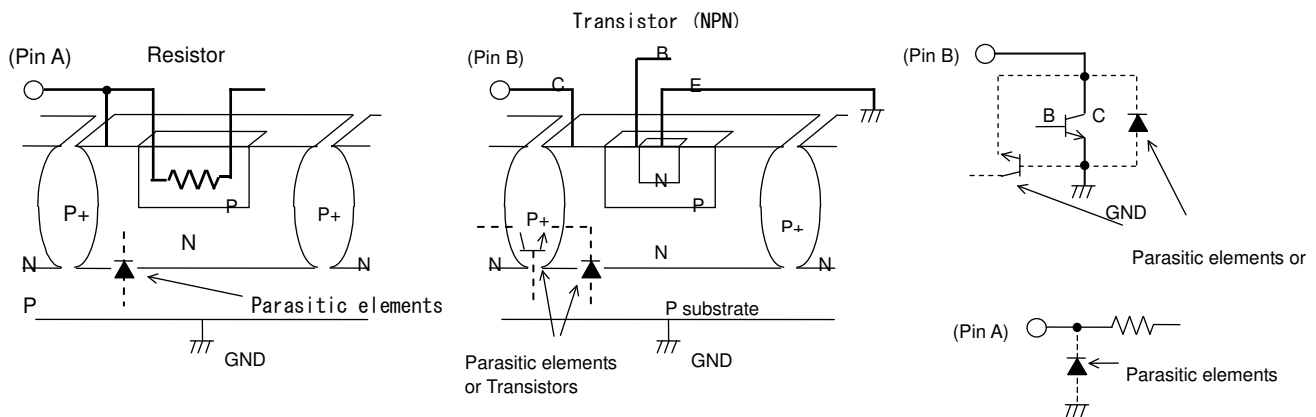 Resistor
(Pin A)
P+
P
P+
N
N
N
P
Parasitic elements
GND
Transistor (NPN)
(Pin B)
B
C
E
N
P
P+
P+
N
N
N
P substrate
GND
Parasitic elements
or Transistors
(Pin B)
B
C
GND
Parasitic elements or
(Pin A)
Parasitic elements